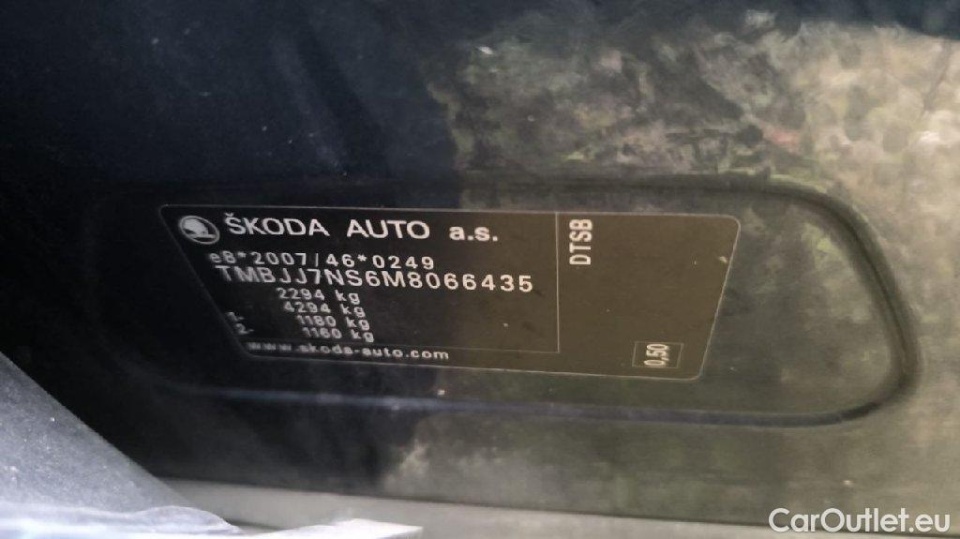 ŠKODA AUTO a.s.
e8*2007/46*0249
TMBJJ7NS6M8066435
2294 kg
4294 kg
1. 1180 kg
2. 1160 kg
www.skoda-auto.com
DTSB
0,50
CarOutlet.eu